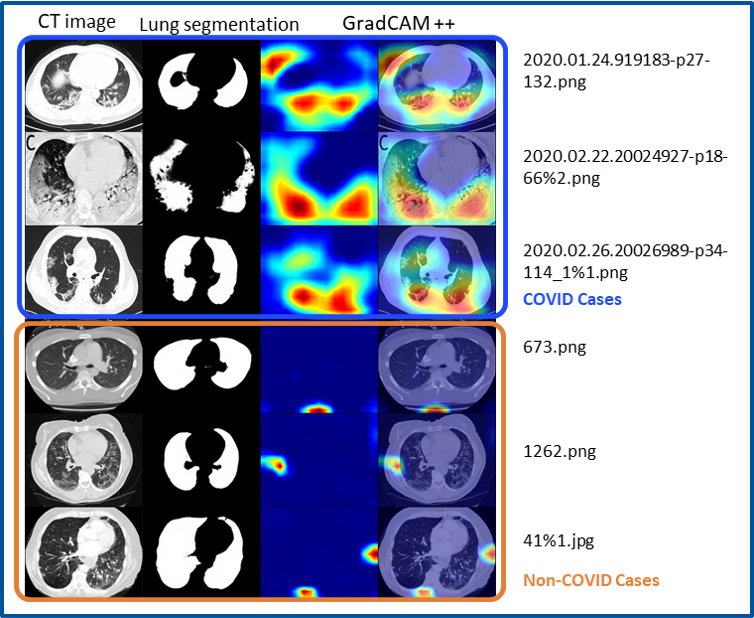 CT image Lung segmentation GradCAM ++
2020.01.24.919183-p27-
132.png
C
2020.02.22.20024927-p18-
66%2.png
2020.02.26.20026989-p34-
114_1%1.png
COVID Cases
673.png
1262.png
41%1.jpg
Non-COVID Cases